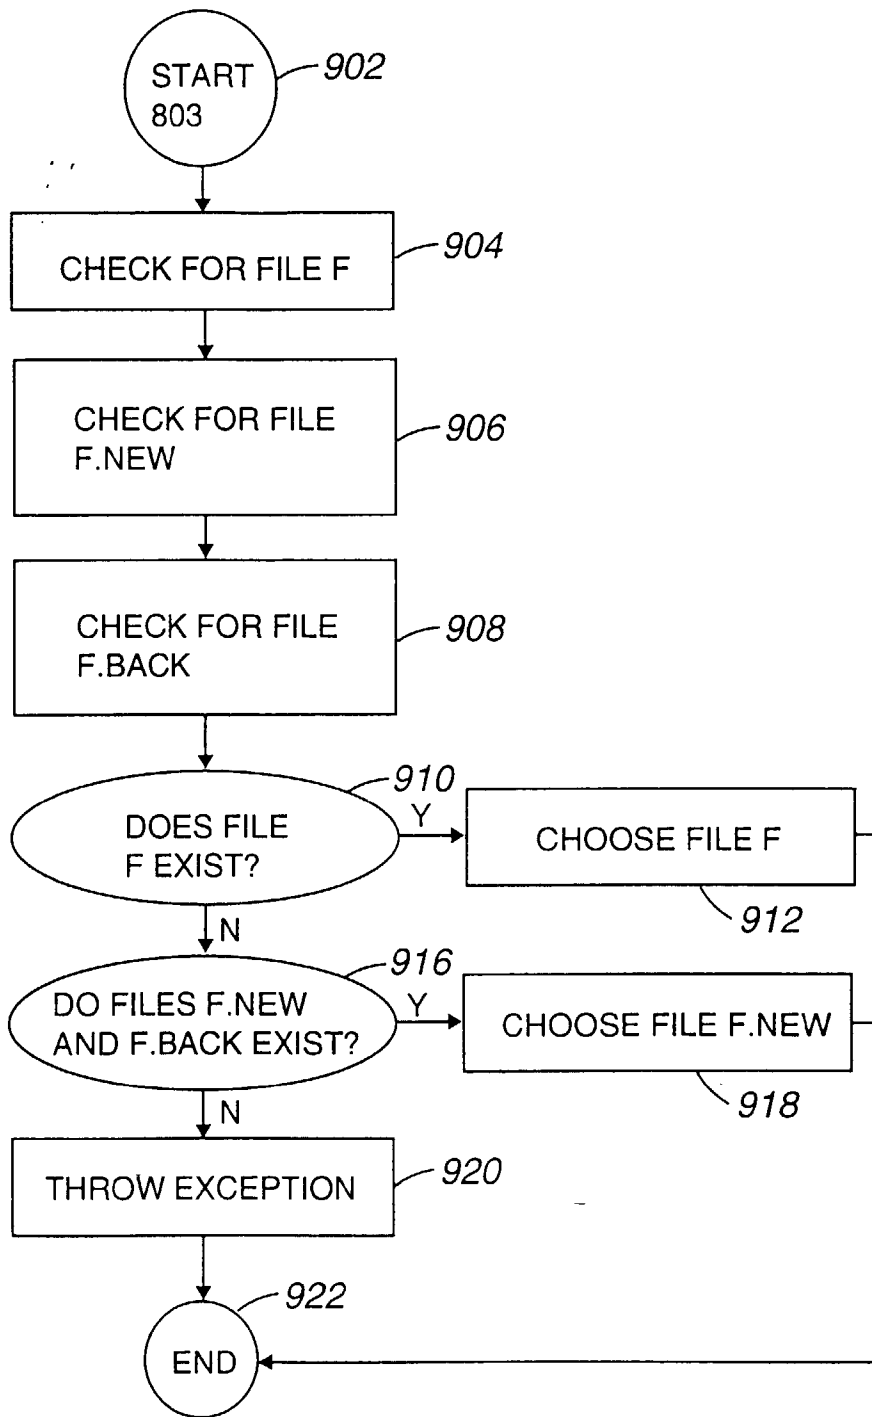 START
803
902
CHECK FOR FILE F
904
CHECK FOR FILE
F.NEW
906
CHECK FOR FILE
F.BACK
908
910
DOES FILE
F EXIST?
Y
CHOOSE FILE F
912
N
916
DO FILES F.NEW
AND F.BACK EXIST?
Y
CHOOSE FILE F.NEW
918
N
THROW EXCEPTION
920
922
END